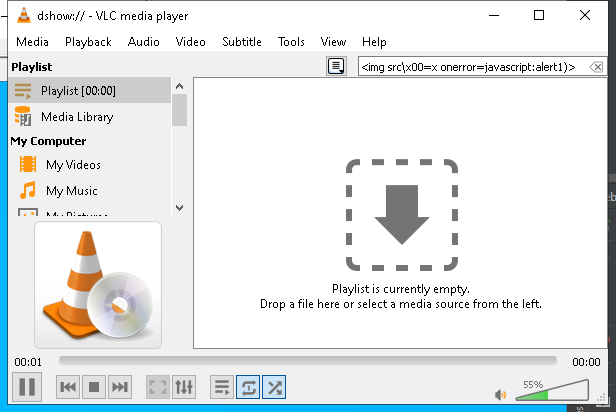 dshow:// - VLC media player
Media Playback Audio Video Subtitle Tools View Help
Playlist
<img src\x00=x onerror=javascript:alert1)>
Playlist [00:00]
Media Library
My Computer
My Videos
My Music
My Pictures
Playlist is currently empty.
Drop a file here or select a media source from the left.
00:01
00:00
55%